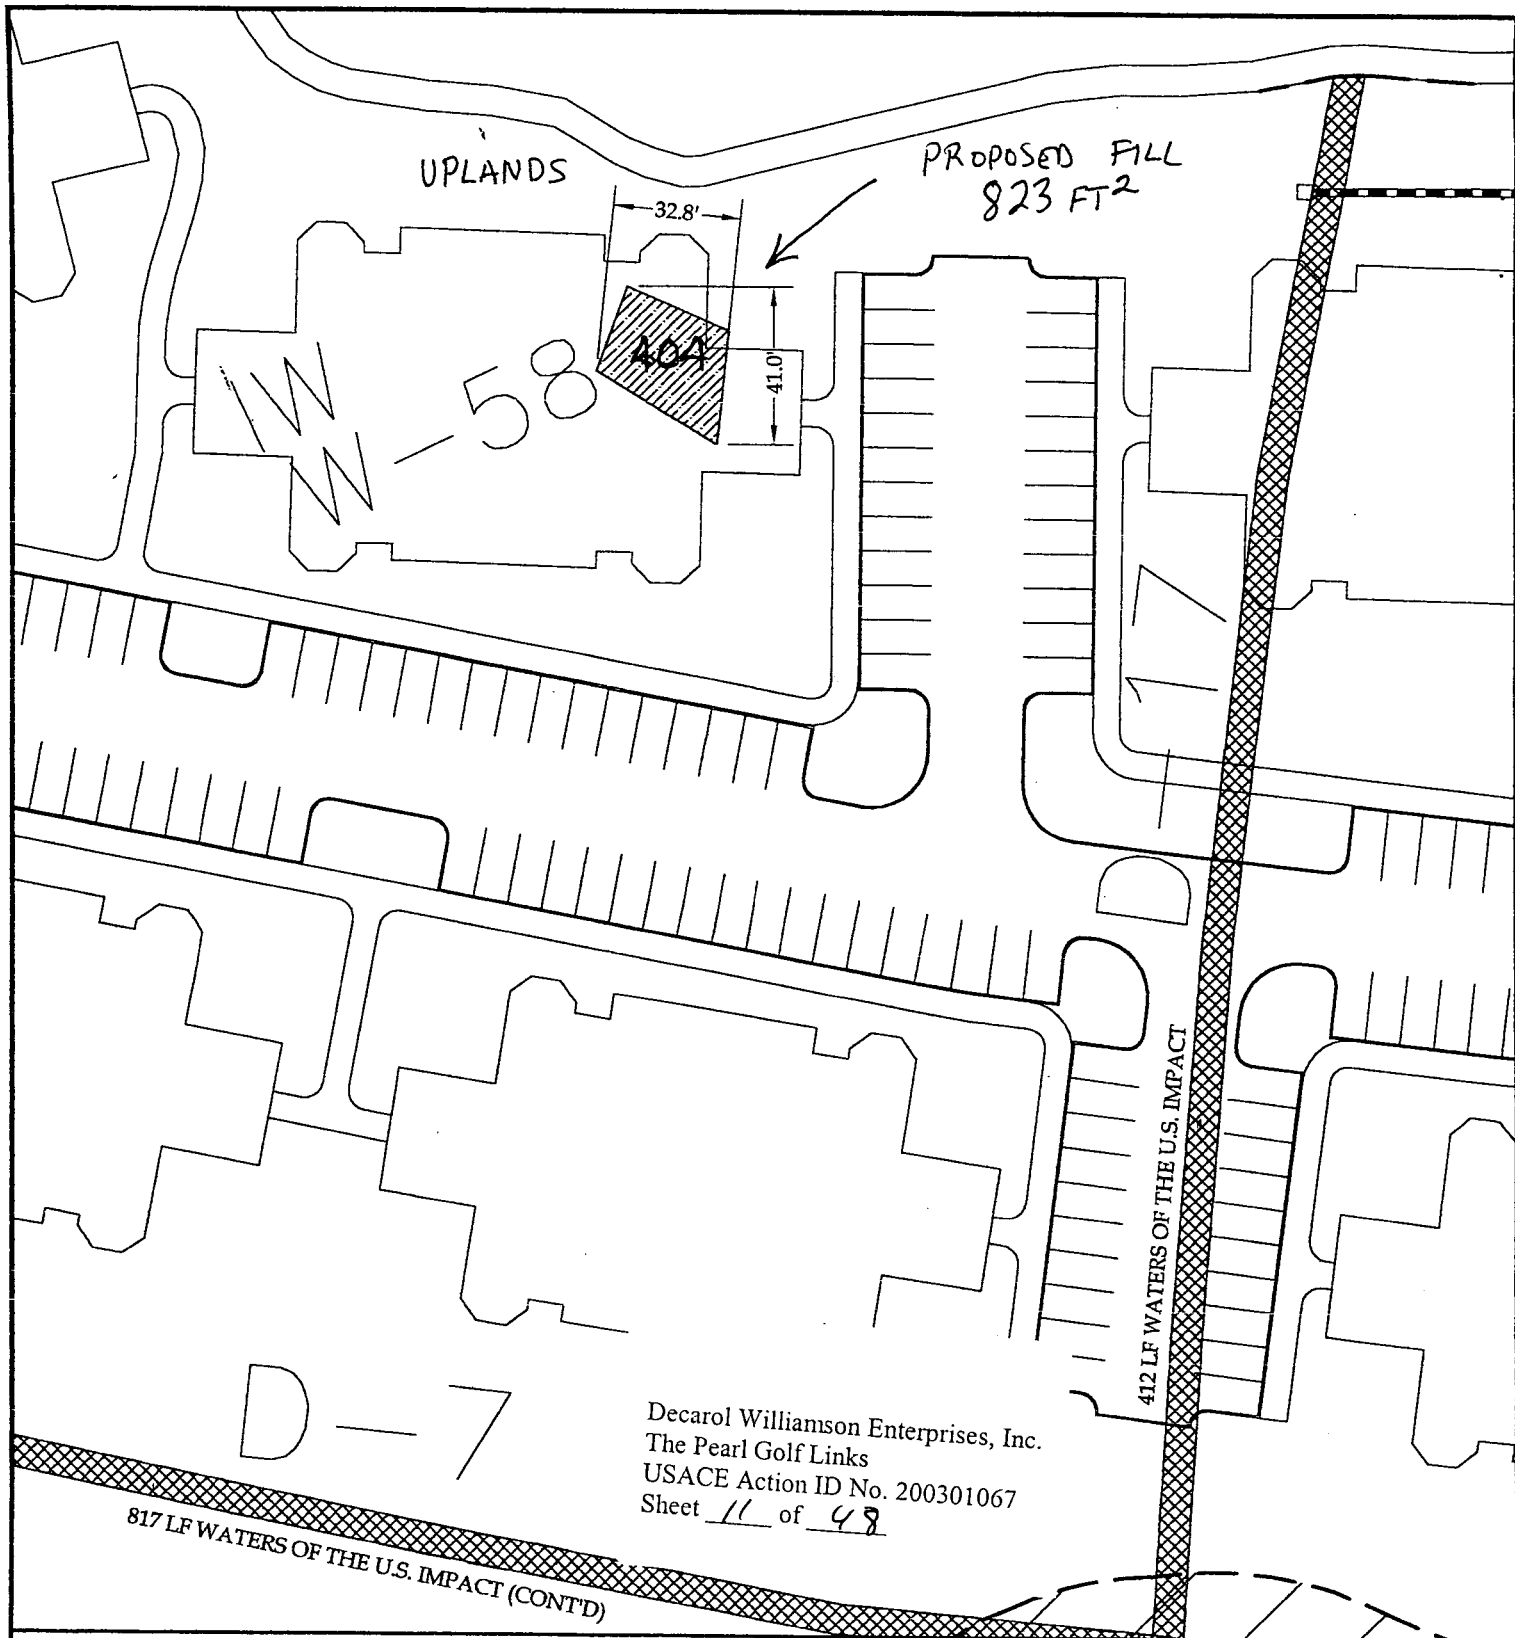 UPLANDS
PROPOSED FILL
823 FT²
32.8'
404
41.0'
W-58
D-17
412 LF WATERS OF THE U.S. IMPACT
D-7
Decarol Williamson Enterprises, Inc.
The Pearl Golf Links
USACE Action ID No. 200301067
Sheet 11 of 48
817 LF WATERS OF THE U.S. IMPACT (CONT'D)